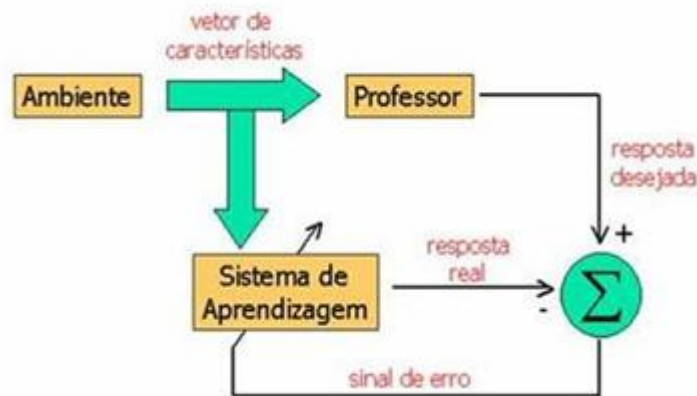 vetor de
características
Ambiente
Professor
resposta
desejada
+
Sistema de
Aprendizagem
resposta
real
-
Σ
sinal de erro